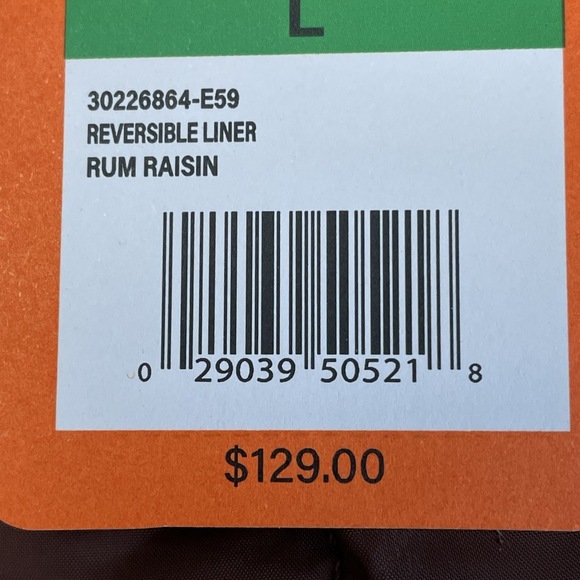 L
30226864-E59
REVERSIBLE LINER
RUM RAISIN
0 29039 50521 8
$129.00